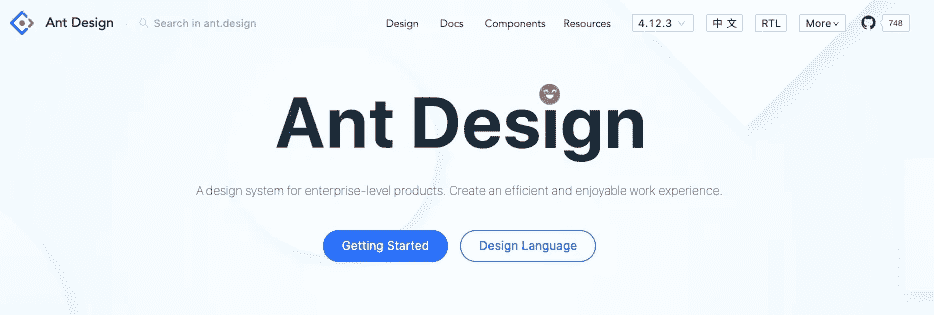 Ant Design Search in ant.design Design Docs Components Resources 4.12.3 中 文 RTL More 748
Ant Design
A design system for enterprise-level products. Create an efficient and enjoyable work experience.
Getting Started Design Language